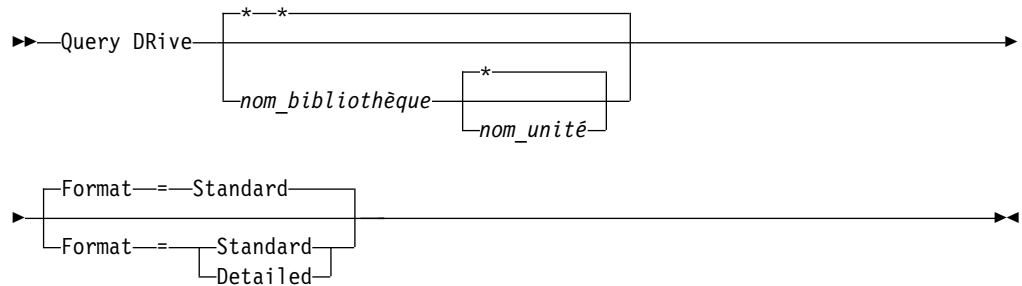 * *
Query DRive
*
nom_bibliothèque
nom_unité
Format = Standard
Format = Standard
Detailed